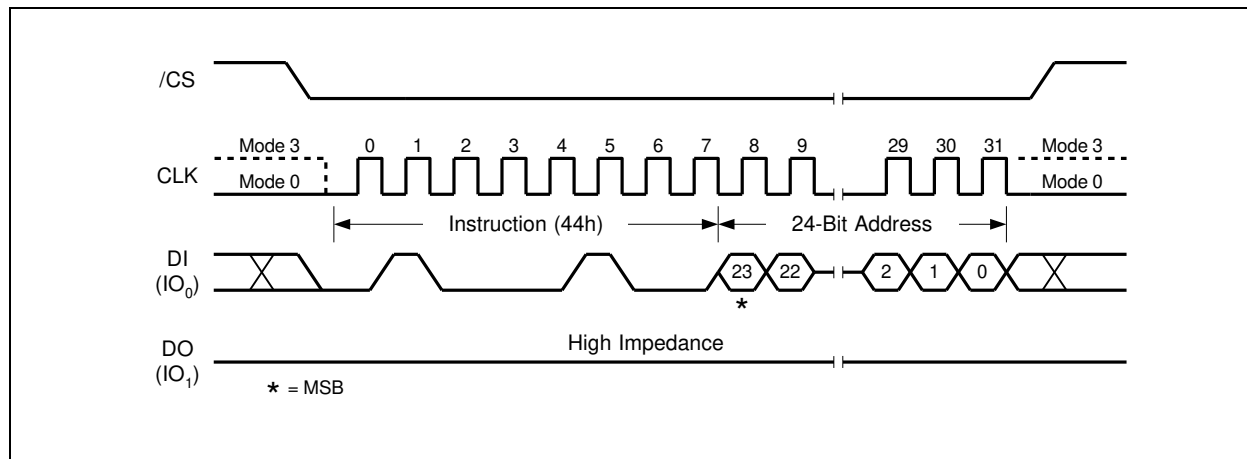 /CS
Mode 3 0 1 2 3 4 5 6 7 8 9 29 30 31 Mode 3
CLK
Mode 0 Mode 0
Instruction (44h) 24-Bit Address
DI
(IO₀)
23 22 2 1 0
*
High Impedance
DO
(IO₁)
* = MSB